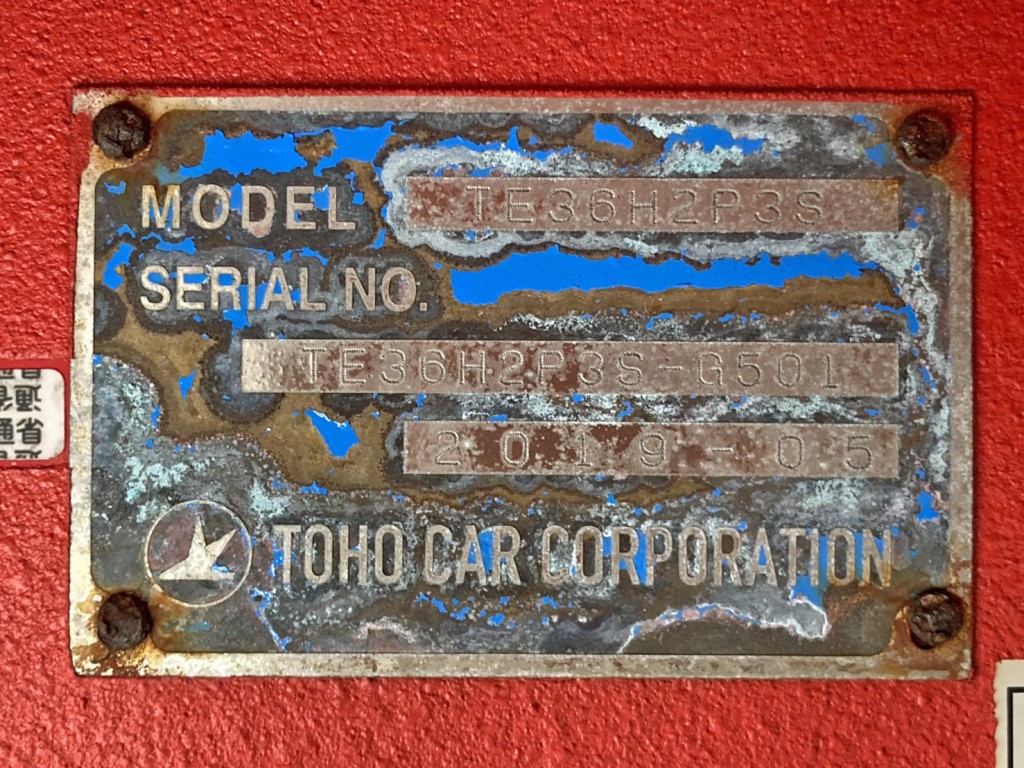 MODEL TE36H2P3S
SERIAL NO.
TE36H2P3S-G501
2019-05
TOHO CAR CORPORATION